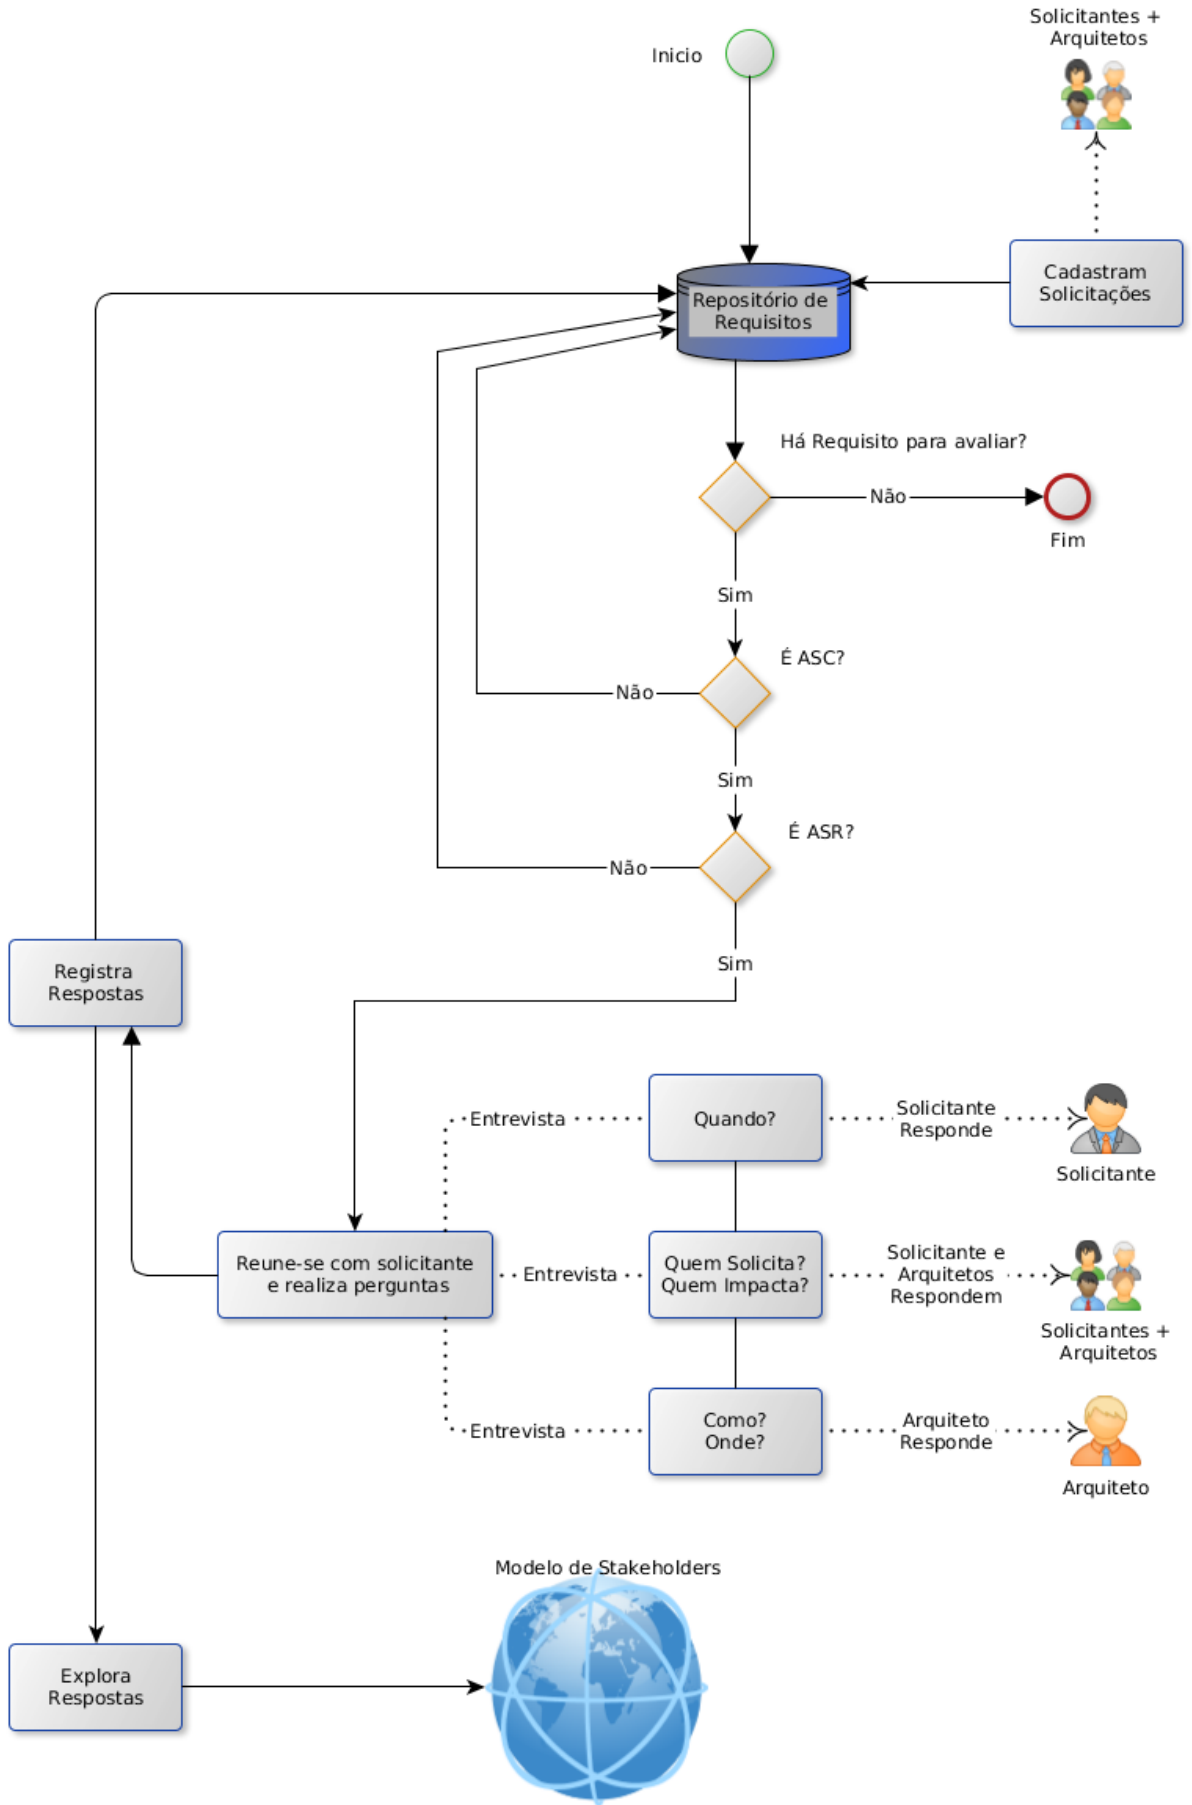 Solicitantes +
Arquitetos
Inicio
Cadastram
Solicitações
Repositório de
Requisitos
Há Requisito para avaliar?
Não
Fim
Sim
É ASC?
Não
Sim
É ASR?
Não
Sim
Registra
Respostas
Quando?
Entrevista
Solicitante
Responde
Solicitante
Reune-se com solicitante
e realiza perguntas
Entrevista
Quem Solicita?
Quem Impacta?
Solicitante e
Arquitetos
Respondem
Solicitantes +
Arquitetos
Entrevista
Como?
Onde?
Arquiteto
Responde
Arquiteto
Modelo de Stakeholders
Explora
Respostas